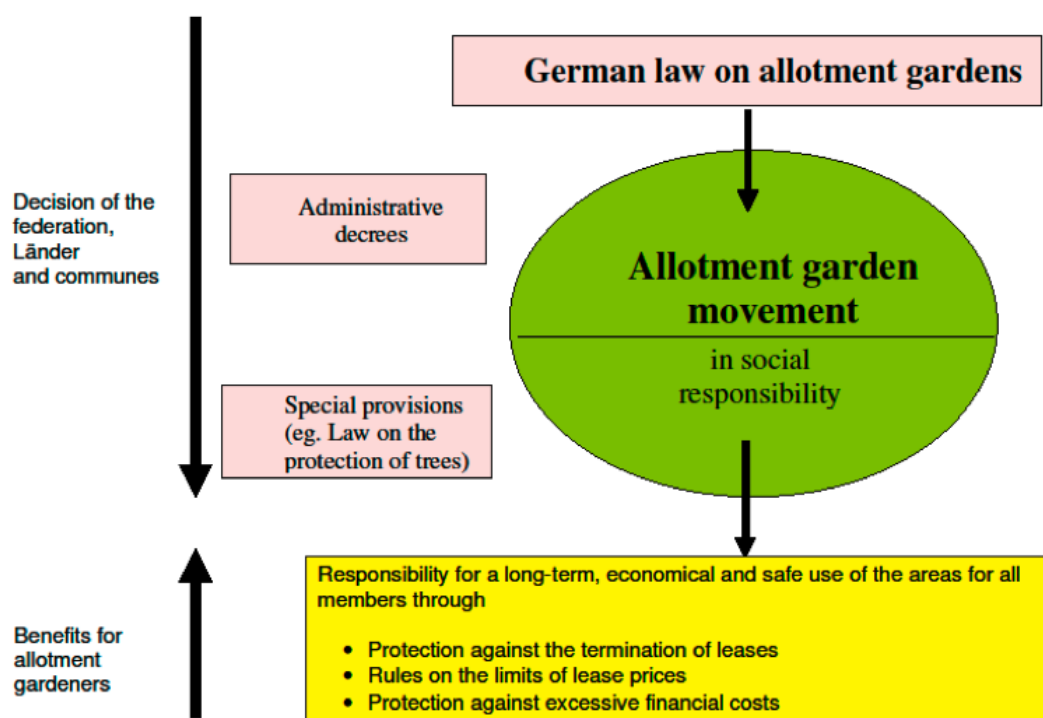 German law on allotment gardens
Decision of the
federation,
Länder
and communes
Administrative
decrees
Allotment garden
movement
in social
responsibility
Special provisions
(eg. Law on the
protection of trees)
Benefits for
allotment
gardeners
Responsibility for a long-term, economical and safe use of the areas for all
members through
• Protection against the termination of leases
• Rules on the limits of lease prices
• Protection against excessive financial costs